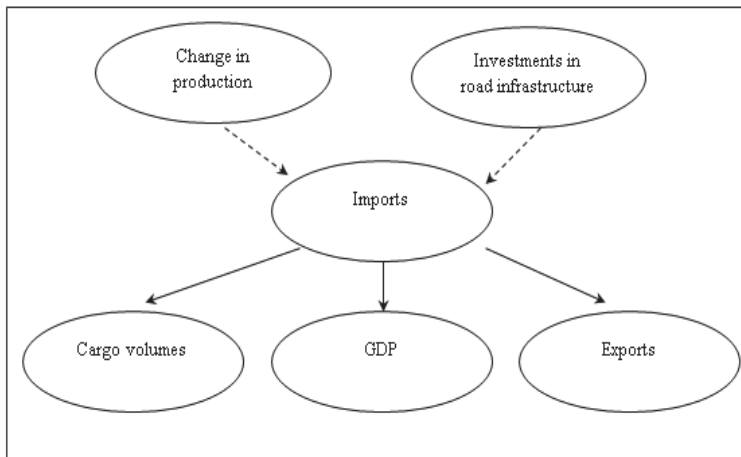 Change in
production
Investments in
road infrastructure
Imports
Cargo volumes
GDP
Exports